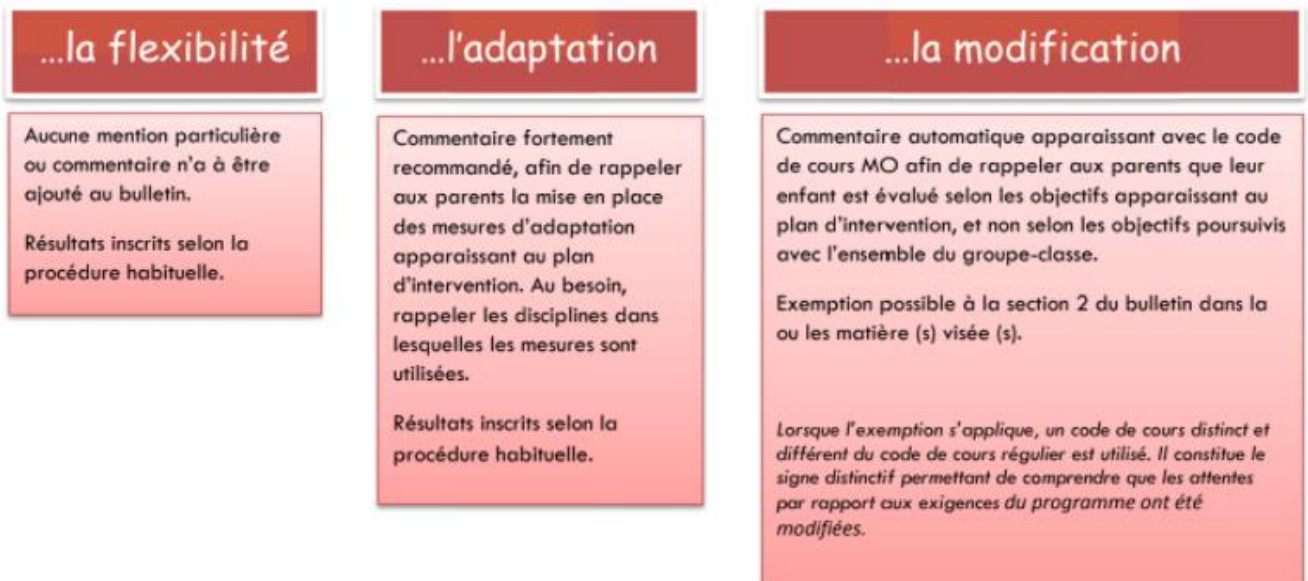 ...la flexibilité
Aucune mention particulière
ou commentaire n'a à être
ajouté au bulletin.
Résultats inscrits selon la
procédure habituelle.
...l'adaptation
Commentaire fortement
recommandé, afin de rappeler
aux parents la mise en place
des mesures d'adaptation
apparaissant au plan
d'intervention. Au besoin,
rappeler les disciplines dans
lesquelles les mesures sont
utilisées.
Résultats inscrits selon la
procédure habituelle.
...la modification
Commentaire automatique apparaissant avec le code
de cours MO afin de rappeler aux parents que leur
enfant est évalué selon les objectifs apparaissant au
plan d'intervention, et non selon les objectifs poursuivis
avec l'ensemble du groupe-classe.
Exemption possible à la section 2 du bulletin dans la
ou les matière (s) visée (s).
Lorsque l'exemption s'applique, un code de cours distinct et
différent du code de cours régulier est utilisé. Il constitue le
signe distinctif permettant de comprendre que les attentes
par rapport aux exigences du programme ont été
modifiées.